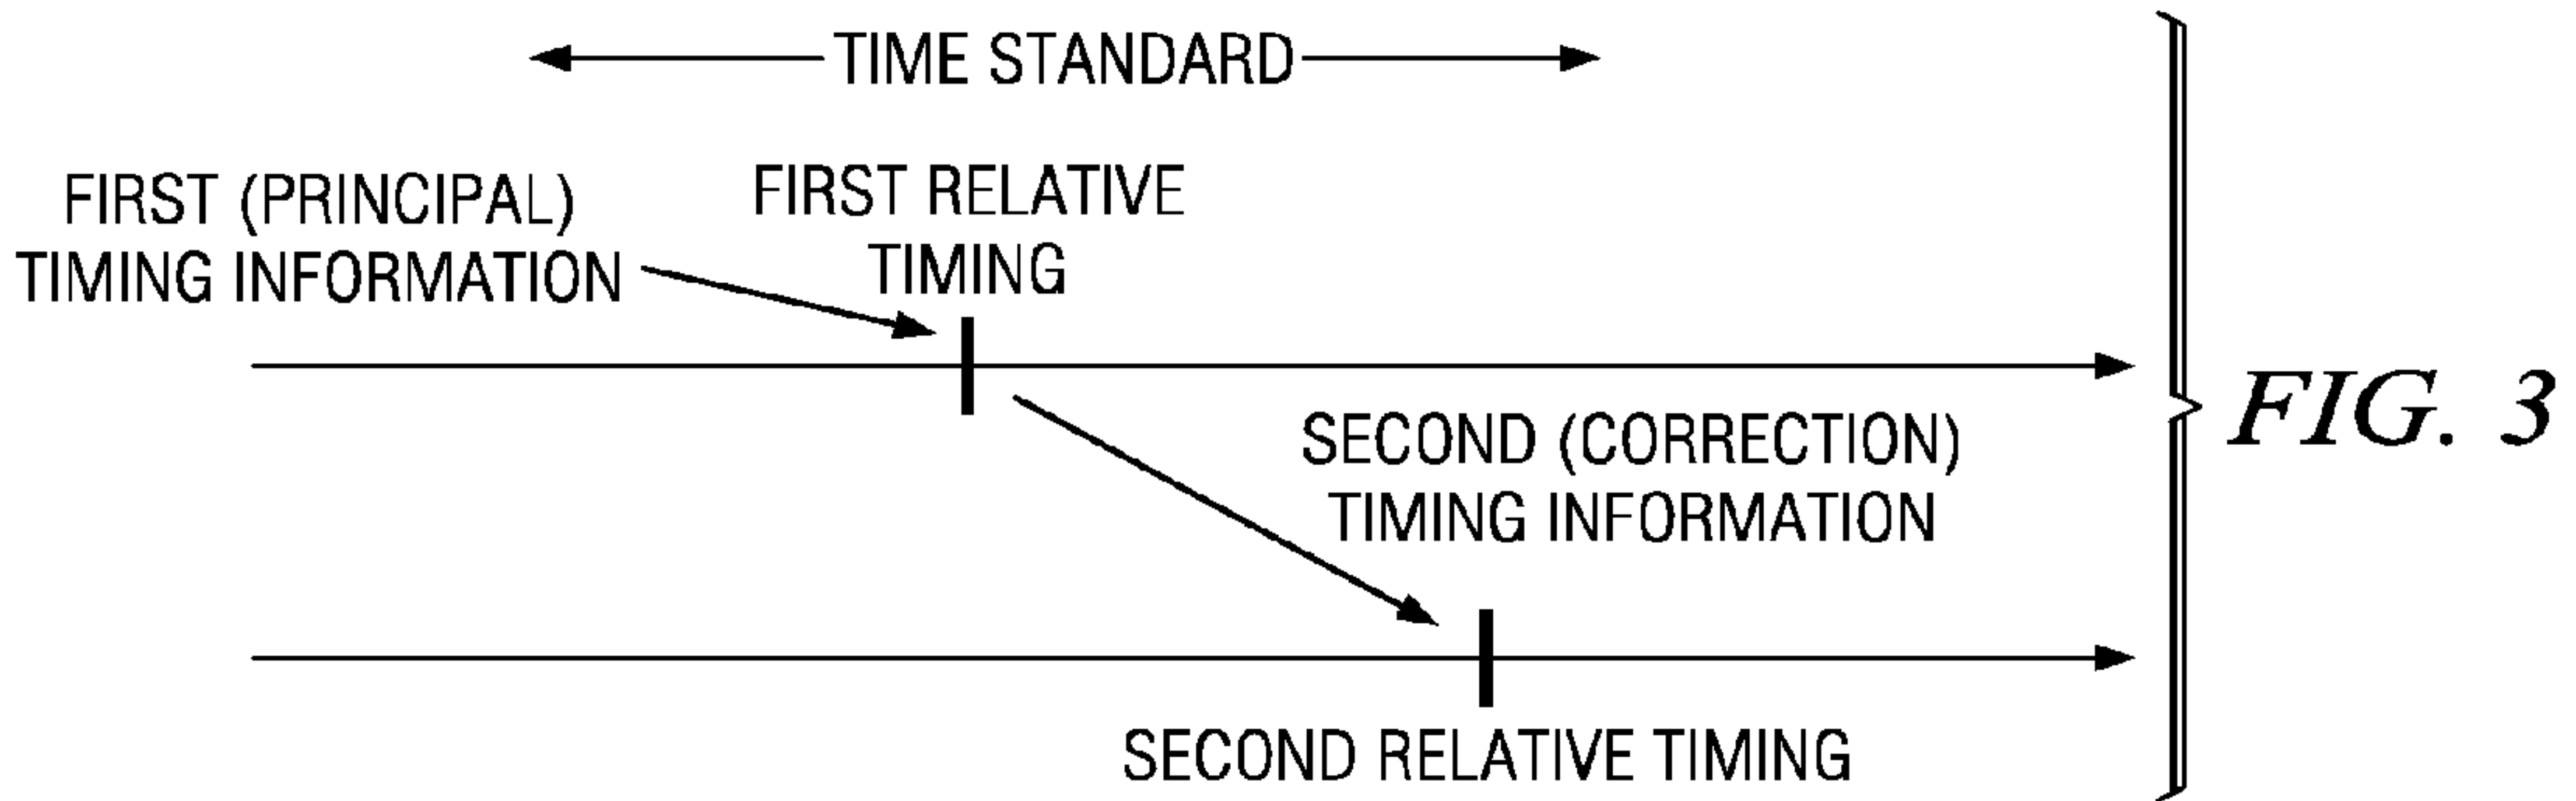 TIME STANDARD
FIRST (PRINCIPAL)
TIMING INFORMATION
FIRST RELATIVE
TIMING
SECOND (CORRECTION)
TIMING INFORMATION
SECOND RELATIVE TIMING
FIG. 3